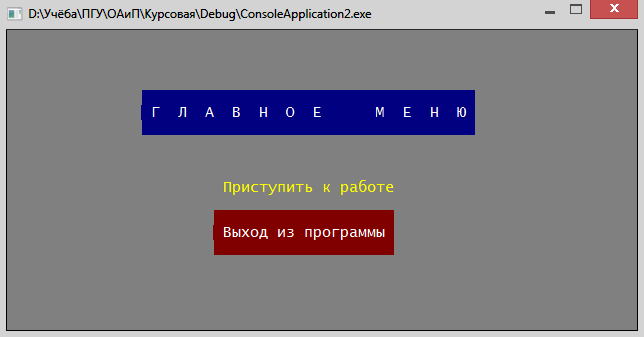 D:\Учёба\ПГУ\ОАиП\Курсовая\Debug\ConsoleApplication2.exe
Г Л А В Н О Е   М Е Н Ю
Приступить к работе
Выход из программы